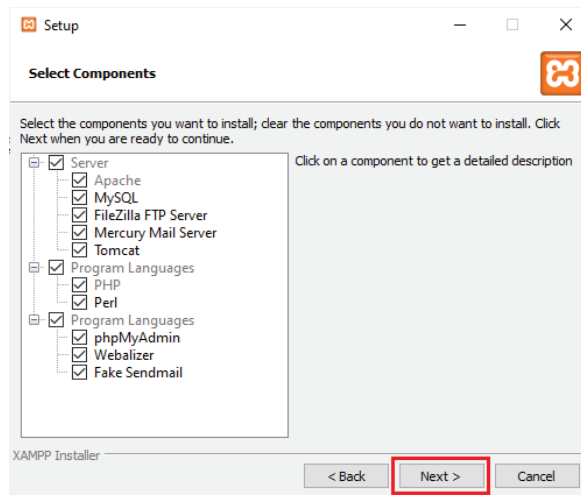 Setup
Select Components
Select the components you want to install; clear the components you do not want to install. Click
Next when you are ready to continue.
Server
Apache
MySQL
FileZilla FTP Server
Mercury Mail Server
Tomcat
Program Languages
PHP
Perl
Program Languages
phpMyAdmin
Webalizer
Fake Sendmail
Click on a component to get a detailed description
XAMPP Installer
< Back Next > Cancel